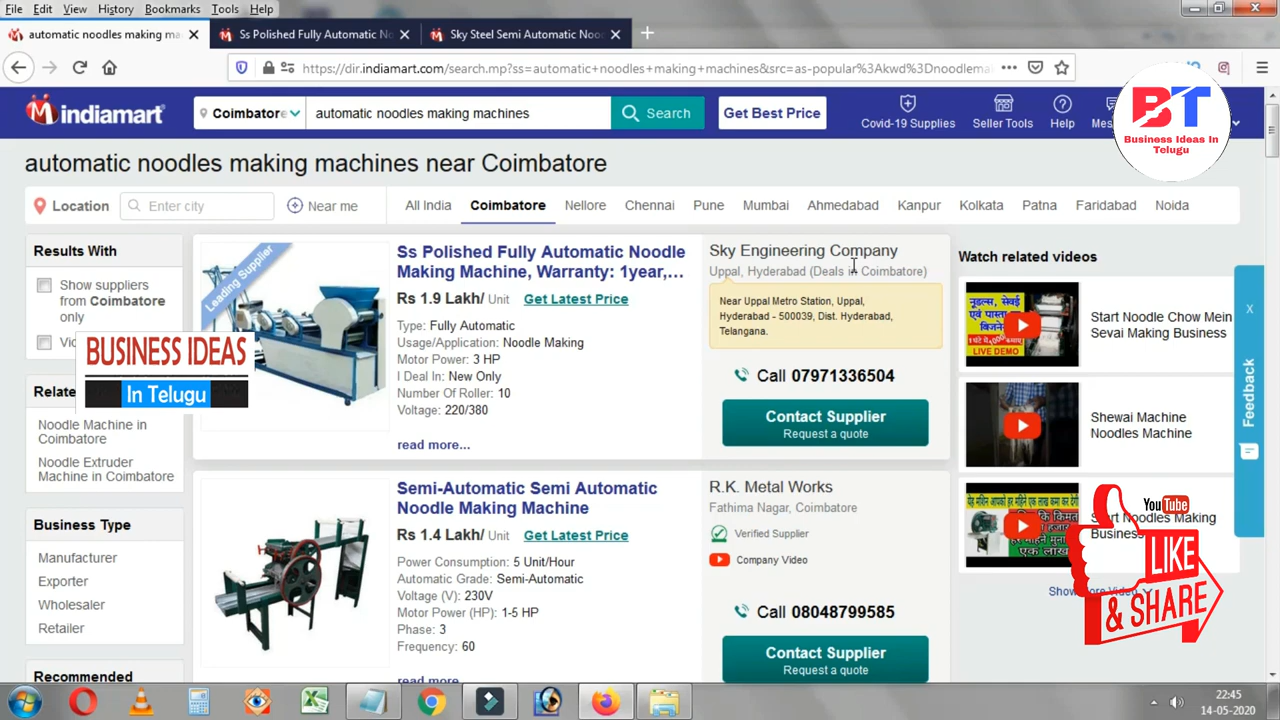 File Edit View History Bookmarks Tools Help
automatic noodles making ma
Ss Polished Fully Automatic No
Sky Steel Semi Automatic Noo
https://dir.indiamart.com/search.mp?ss=automatic+noodles+making+machines&src=as-popular%3Akwd%3Dnoodlema
indiamart
Coimbatore
automatic noodles making machines
Search
Get Best Price
Covid-19 Supplies
Seller Tools
Help
BT
Business Ideas In
Telugu
automatic noodles making machines near Coimbatore
Location
Enter city
Near me
All India Coimbatore Nellore Chennai Pune Mumbai Ahmedabad Kanpur Kolkata Patna Faridabad Noida
Results With
Show suppliers
from Coimbatore
only
BUSINESS IDEAS
In Telugu
Noodle Machine in
Coimbatore
Noodle Extruder
Machine in Coimbatore
Business Type
Manufacturer
Exporter
Wholesaler
Retailer
Recommended
Leading Supplier
Ss Polished Fully Automatic Noodle
Making Machine, Warranty: 1year,...
Rs 1.9 Lakh/ Unit Get Latest Price
Type: Fully Automatic
Usage/Application: Noodle Making
Motor Power: 3 HP
I Deal In: New Only
Number Of Roller: 10
Voltage: 220/380
read more...
Sky Engineering Company
Uppal, Hyderabad (Deals in Coimbatore)
Near Uppal Metro Station, Uppal,
Hyderabad - 500039, Dist. Hyderabad,
Telangana.
Call 07971336504
Contact Supplier
Request a quote
Semi-Automatic Semi Automatic
Noodle Making Machine
Rs 1.4 Lakh/ Unit Get Latest Price
Power Consumption: 5 Unit/Hour
Automatic Grade: Semi-Automatic
Voltage (V): 230V
Motor Power (HP): 1-5 HP
Phase: 3
Frequency: 60
read more...
R.K. Metal Works
Fathima Nagar, Coimbatore
Verified Supplier
Company Video
Call 08048799585
Contact Supplier
Request a quote
Watch related videos
नूडल्स, सेवई
एवं पास्ता
LIVE DEMO
Start Noodle Chow Mein
Sevai Making Business
Shewai Machine
Noodles Machine
Start Noodles Making
YouTube
LIKE
& SHARE
X
Feedback
22:45
14-05-2020